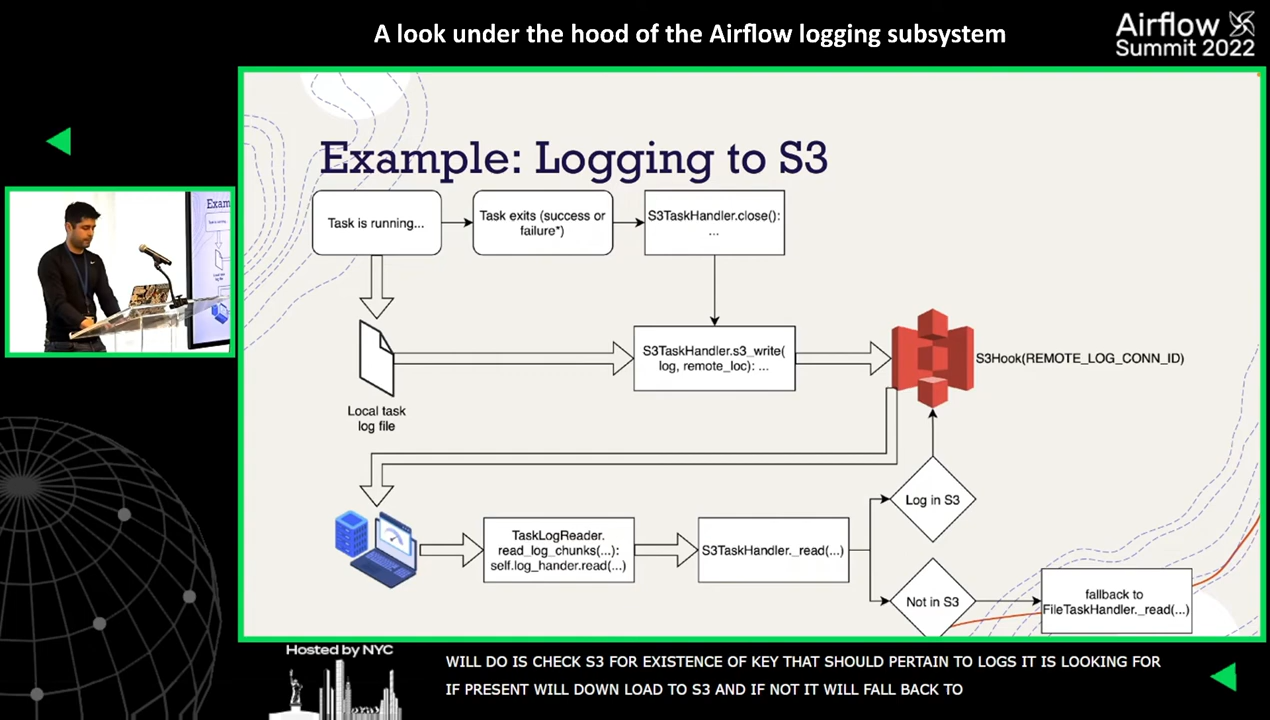 A look under the hood of the Airflow logging subsystem
Airflow
Summit 2022
Example: Logging to S3
Task is running...
Task exits (success or
failure*)
S3TaskHandler.close():
...
S3TaskHandler.s3_write(
log, remote_loc): ...
S3Hook(REMOTE_LOG_CONN_ID)
Local task
log file
Log in S3
TaskLogReader.
read_log_chunks(...):
self.log_hander.read(...)
S3TaskHandler._read(...)
Not in S3
fallback to
FileTaskHandler._read(...)
Hosted by NYC
WILL DO IS CHECK S3 FOR EXISTENCE OF KEY THAT SHOULD PERTAIN TO LOGS IT IS LOOKING FOR
IF PRESENT WILL DOWN LOAD TO S3 AND IF NOT IT WILL FALL BACK TO